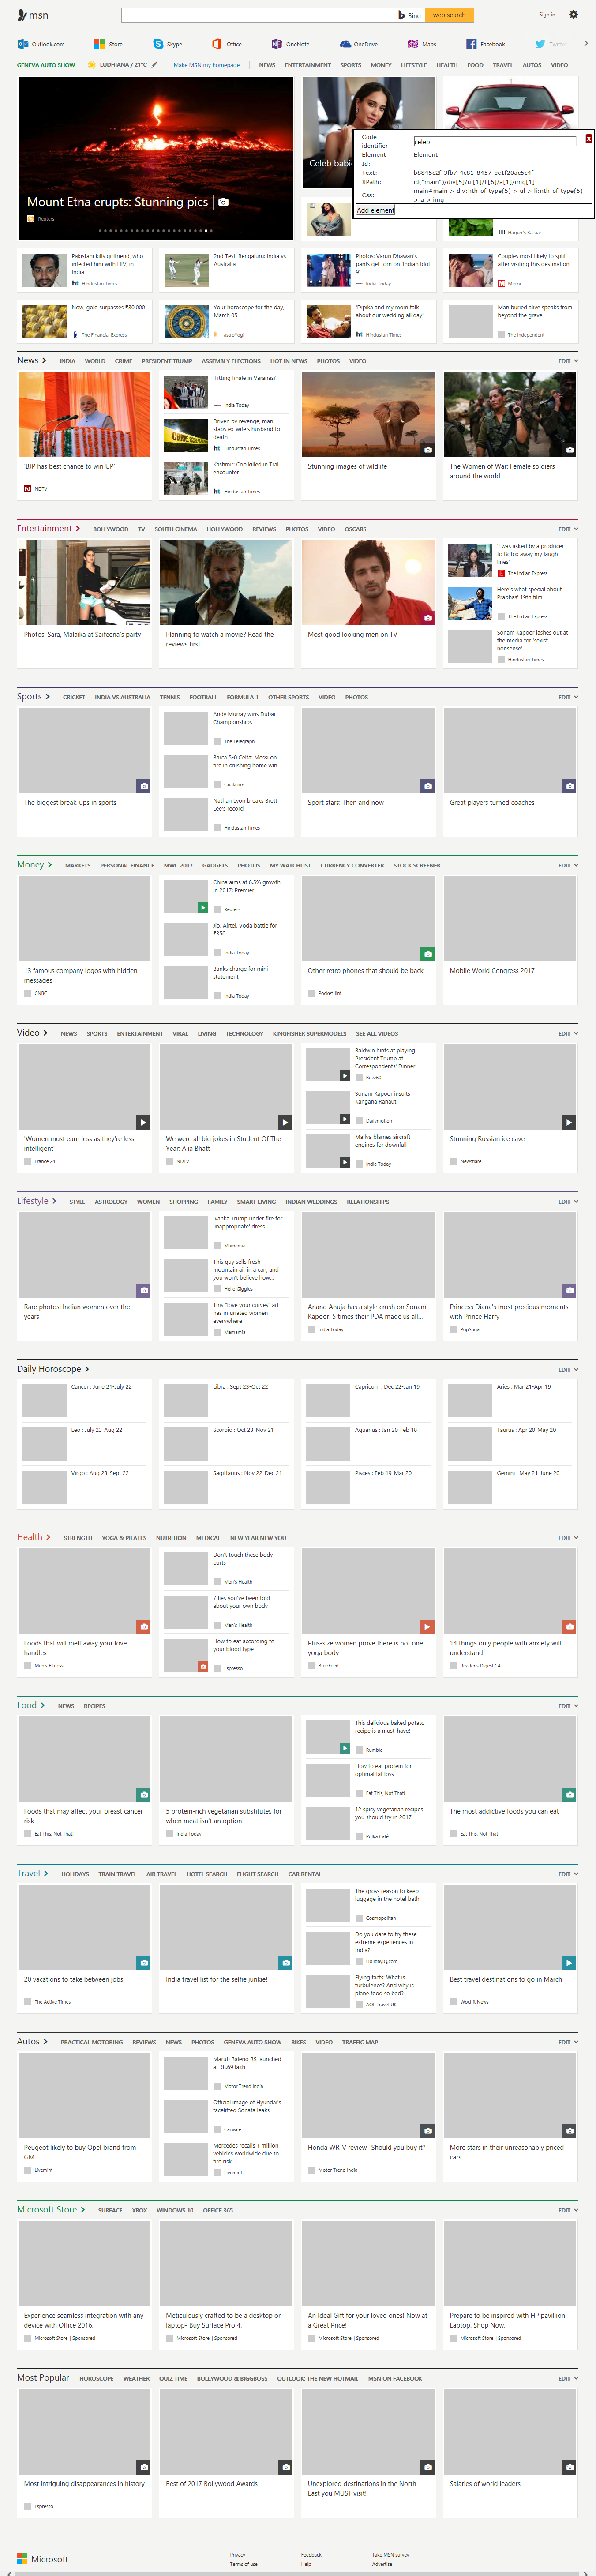 msn
Bing
web search
Sign in
Outlook.com
Store
Skype
Office
OneNote
OneDrive
Maps
Facebook
Twitter
GENEVA AUTO SHOW
LUDHIANA / 21°C
Make MSN my homepage
NEWS ENTERTAINMENT SPORTS MONEY LIFESTYLE HEALTH FOOD TRAVEL AUTOS VIDEO
Mount Etna erupts: Stunning pics
Reuters
Code identifier
celeb
Element Element
Id:
Text: b8845c2f-3fb7-4c81-8457-ec1f20ac5c4f
XPath: id("main")/div[5]/ul[1]/li[6]/a[1]/img[1]
Css: main#main > div:nth-of-type(5) > ul > li:nth-of-type(6) > a > img
Add element
Harper's Bazaar
Pakistani kills girlfriend, who
infected him with HIV, in
India
Hindustan Times
2nd Test, Bengaluru: India vs
Australia
Photos: Varun Dhawan's
pants get torn on 'Indian Idol
9'
India Today
Couples most likely to split
after visiting this destination
Mirror
Now, gold surpasses ₹30,000
The Financial Express
Your horoscope for the day,
March 05
astroYogi
'Dipika and my mom talk
about our wedding all day'
Hindustan Times
Man buried alive speaks from
beyond the grave
The Independent
News
INDIA WORLD CRIME PRESIDENT TRUMP ASSEMBLY ELECTIONS HOT IN NEWS PHOTOS VIDEO
EDIT
'BJP has best chance to win UP'
NDTV
'Fitting finale in Varanasi'
India Today
Driven by revenge, man
stabs ex-wife's husband to
death
Hindustan Times
Kashmir: Cop killed in Tral
encounter
Hindustan Times
Stunning images of wildlife
The Women of War: Female soldiers
around the world
Entertainment
BOLLYWOOD TV SOUTH CINEMA HOLLYWOOD REVIEWS PHOTOS VIDEO OSCARS
EDIT
Photos: Sara, Malaika at Saifeena's party
Planning to watch a movie? Read the
reviews first
Most good looking men on TV
'I was asked by a producer
to Botox away my laugh
lines'
The Indian Express
Here's what special about
Prabhas' 19th film
The Indian Express
Sonam Kapoor lashes out at
the media for 'sexist
nonsense'
Hindustan Times
Sports
CRICKET INDIA VS AUSTRALIA TENNIS FOOTBALL FORMULA 1 OTHER SPORTS VIDEO PHOTOS
EDIT
The biggest break-ups in sports
Andy Murray wins Dubai
Championships
The Telegraph
Barca 5-0 Celta: Messi on
fire in crushing home win
Goal.com
Nathan Lyon breaks Brett
Lee's record
Hindustan Times
Sport stars: Then and now
Great players turned coaches
Money
MARKETS PERSONAL FINANCE MWC 2017 GADGETS PHOTOS MY WATCHLIST CURRENCY CONVERTER STOCK SCREENER
EDIT
13 famous company logos with hidden
messages
CNBC
China aims at 6.5% growth
in 2017: Premier
Reuters
Jio, Airtel, Voda battle for
₹350
India Today
Banks charge for mini
statement
India Today
Other retro phones that should be back
Pocket-lint
Mobile World Congress 2017
Video
NEWS SPORTS ENTERTAINMENT VIRAL LIVING TECHNOLOGY KINGFISHER SUPERMODELS SEE ALL VIDEOS
EDIT
'Women must earn less as they're less
intelligent'
France 24
We were all big jokes in Student Of The
Year: Alia Bhatt
NDTV
Baldwin hints at playing
President Trump at
Correspondents' Dinner
Buzz60
Sonam Kapoor insults
Kangana Ranaut
Dailymotion
Mallya blames aircraft
engines for downfall
India Today
Stunning Russian ice cave
Newsflare
Lifestyle
STYLE ASTROLOGY WOMEN SHOPPING FAMILY SMART LIVING INDIAN WEDDINGS RELATIONSHIPS
EDIT
Rare photos: Indian women over the
years
Ivanka Trump under fire for
'inappropriate' dress
Mamamia
This guy sells fresh
mountain air in a can, and
you won't believe how...
Hello Giggles
This "love your curves" ad
has infuriated women
everywhere
Mamamia
Anand Ahuja has a style crush on Sonam
Kapoor. 5 times their PDA made us all...
India Today
Princess Diana's most precious moments
with Prince Harry
PopSugar
Daily Horoscope
EDIT
Cancer : June 21-July 22
Leo : July 23-Aug 22
Virgo : Aug 23-Sept 22
Libra : Sept 23-Oct 22
Scorpio : Oct 23-Nov 21
Sagittarius : Nov 22-Dec 21
Capricorn : Dec 22-Jan 19
Aquarius : Jan 20-Feb 18
Pisces : Feb 19-Mar 20
Aries : Mar 21-Apr 19
Taurus : Apr 20-May 20
Gemini : May 21-June 20
Health
STRENGTH YOGA & PILATES NUTRITION MEDICAL NEW YEAR NEW YOU
EDIT
Foods that will melt away your love
handles
Men's Fitness
Don't touch these body
parts
Men's Health
7 lies you've been told
about your own body
Men's Health
How to eat according to
your blood type
Espresso
Plus-size women prove there is not one
yoga body
BuzzFeed
14 things only people with anxiety will
understand
Reader's Digest.CA
Food
NEWS RECIPES
EDIT
Foods that may affect your breast cancer
risk
Eat This, Not That!
5 protein-rich vegetarian substitutes for
when meat isn't an option
India Today
This delicious baked potato
recipe is a must-have!
Rumble
How to eat protein for
optimal fat loss
Eat This, Not That!
12 spicy vegetarian recipes
you should try in 2017
Polka Café
The most addictive foods you can eat
Eat This, Not That!
Travel
HOLIDAYS TRAIN TRAVEL AIR TRAVEL HOTEL SEARCH FLIGHT SEARCH CAR RENTAL
EDIT
20 vacations to take between jobs
The Active Times
India travel list for the selfie junkie!
The gross reason to keep
luggage in the hotel bath
Cosmopolitan
Do you dare to try these
extreme experiences in
India?
HolidayIQ.com
Flying facts: What is
turbulence? And why is
plane food so bad?
AOL Travel UK
Best travel destinations to go in March
Wochit News
Autos
PRACTICAL MOTORING REVIEWS NEWS PHOTOS GENEVA AUTO SHOW BIKES VIDEO TRAFFIC MAP
EDIT
Peugeot likely to buy Opel brand from
GM
Livemint
Maruti Baleno RS launched
at ₹8.69 lakh
Motor Trend India
Official image of Hyundai's
facelifted Sonata leaks
Carwale
Mercedes recalls 1 million
vehicles worldwide due to
fire risk
Livemint
Honda WR-V review- Should you buy it?
Motor Trend India
More stars in their unreasonably priced
cars
Microsoft Store
SURFACE XBOX WINDOWS 10 OFFICE 365
EDIT
Experience seamless integration with any
device with Office 2016.
Microsoft Store | Sponsored
Meticulously crafted to be a desktop or
laptop- Buy Surface Pro 4.
Microsoft Store | Sponsored
An Ideal Gift for your loved ones! Now at
a Great Price!
Microsoft Store | Sponsored
Prepare to be inspired with HP pavillion
Laptop. Shop Now.
Microsoft Store | Sponsored
Most Popular
HOROSCOPE WEATHER QUIZ TIME BOLLYWOOD & BIGGBOSS OUTLOOK: THE NEW HOTMAIL MSN ON FACEBOOK
EDIT
Most intriguing disappearances in history
Espresso
Best of 2017 Bollywood Awards
Unexplored destinations in the North
East you MUST visit!
Salaries of world leaders
Microsoft
Privacy
Terms of use
Feedback
Help
Take MSN survey
Advertise